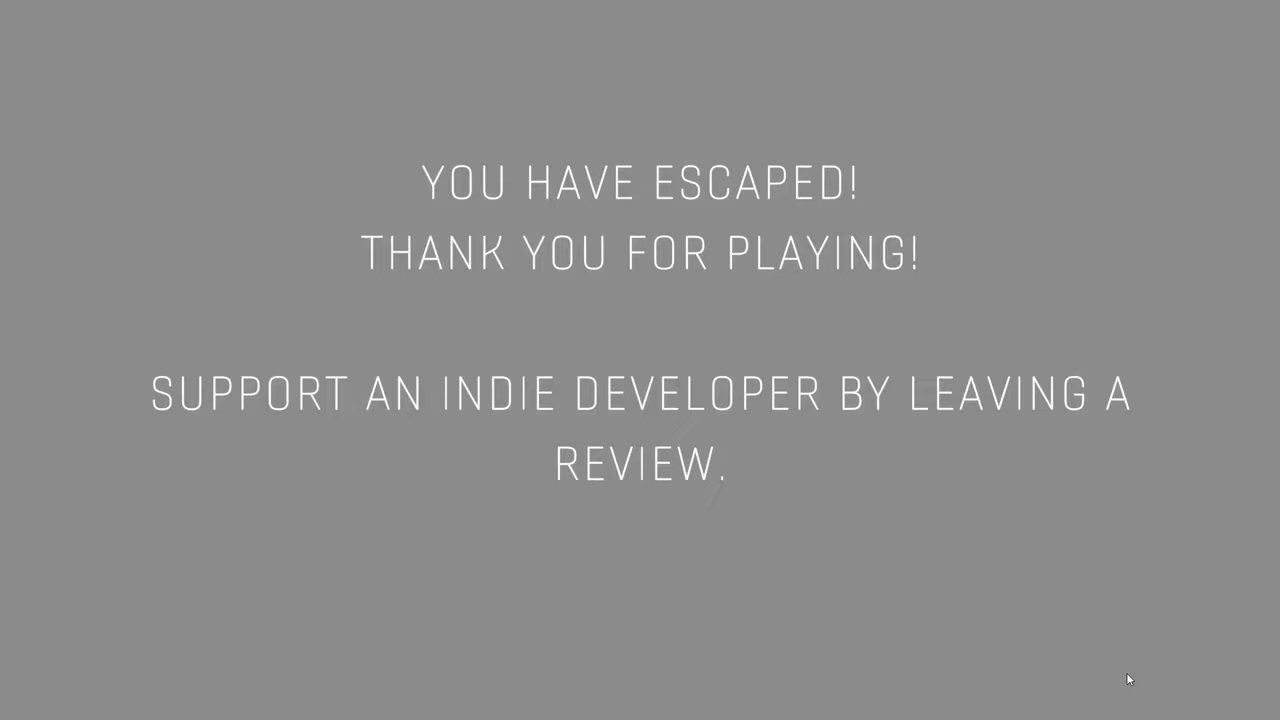 YOU HAVE ESCAPED!
THANK YOU FOR PLAYING!
SUPPORT AN INDIE DEVELOPER BY LEAVING A
REVIEW.